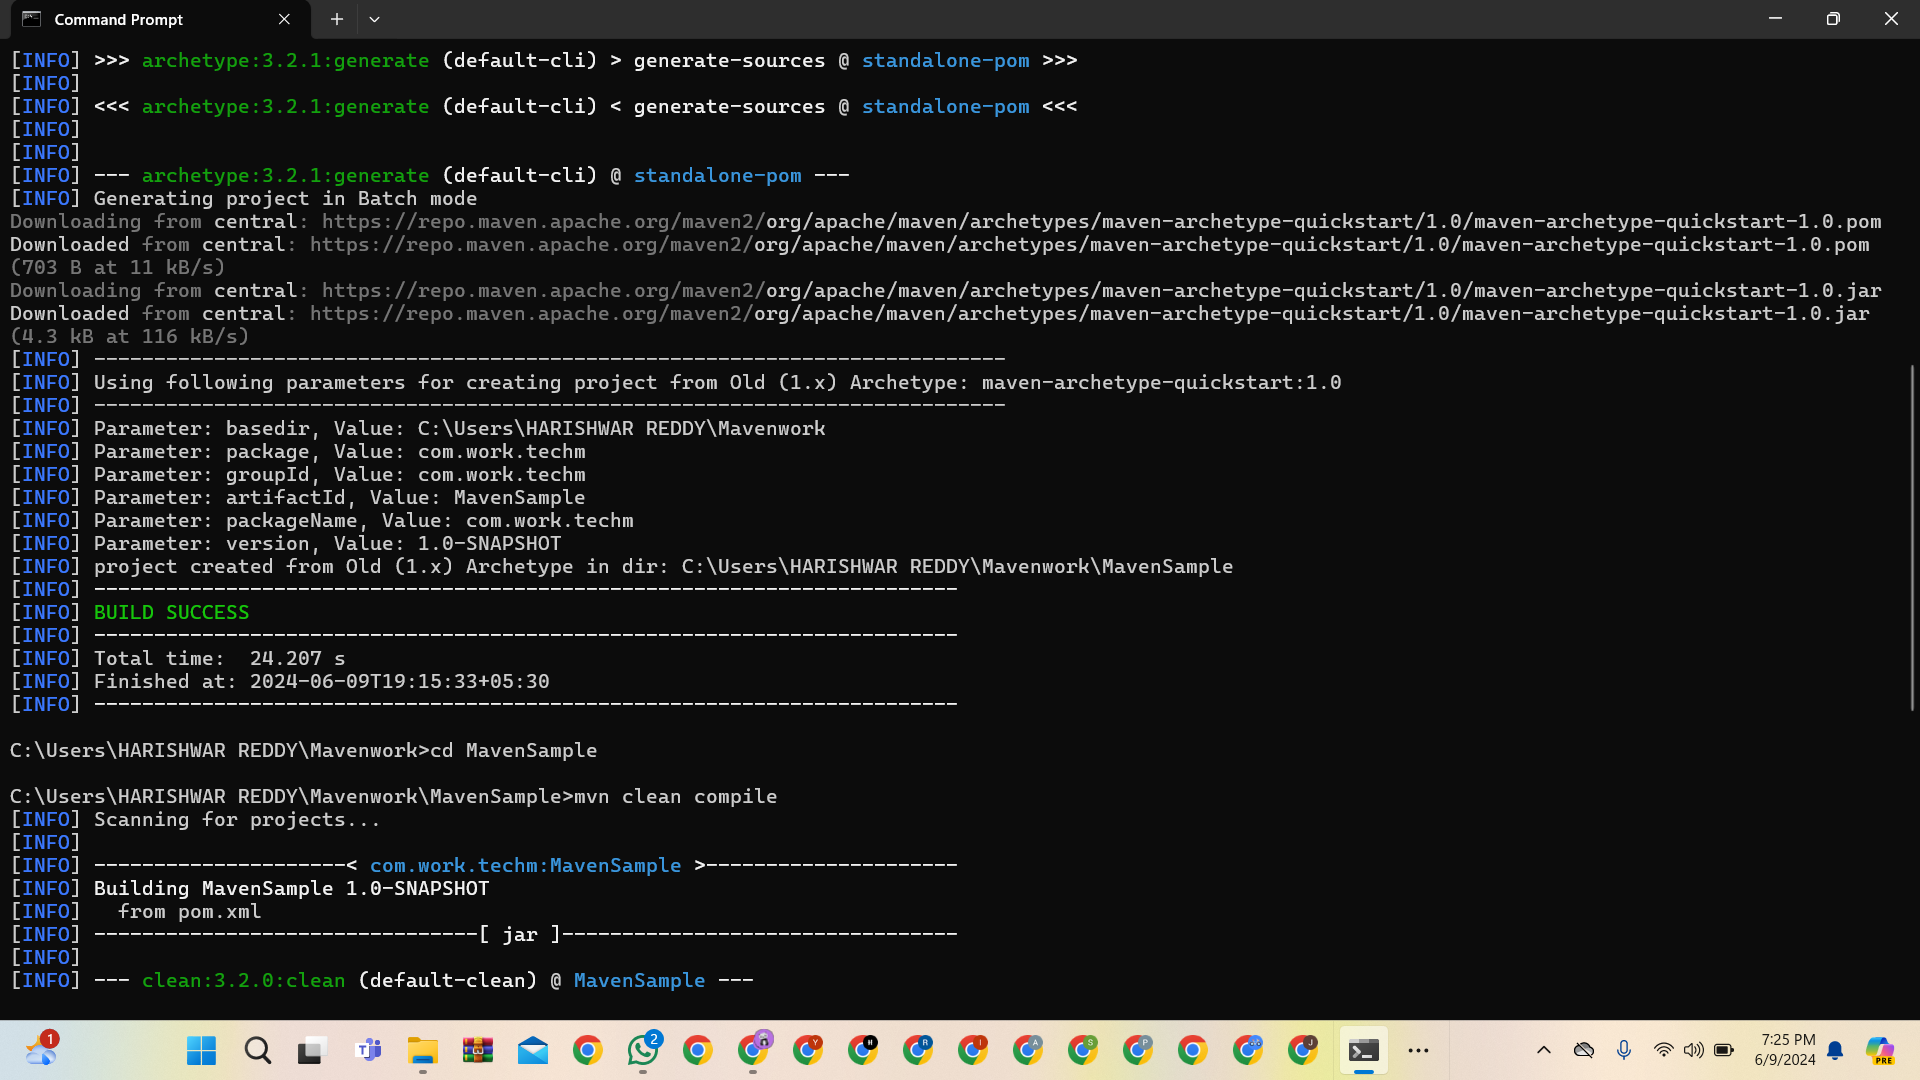 Command Prompt
[INFO] >>> archetype:3.2.1:generate (default-cli) > generate-sources @ standalone-pom >>>
[INFO]
[INFO] <<< archetype:3.2.1:generate (default-cli) < generate-sources @ standalone-pom <<<
[INFO]
[INFO]
[INFO] --- archetype:3.2.1:generate (default-cli) @ standalone-pom ---
[INFO] Generating project in Batch mode
Downloading from central: https://repo.maven.apache.org/maven2/org/apache/maven/archetypes/maven-archetype-quickstart/1.0/maven-archetype-quickstart-1.0.pom
Downloaded from central: https://repo.maven.apache.org/maven2/org/apache/maven/archetypes/maven-archetype-quickstart/1.0/maven-archetype-quickstart-1.0.pom
(703 B at 11 kB/s)
Downloading from central: https://repo.maven.apache.org/maven2/org/apache/maven/archetypes/maven-archetype-quickstart/1.0/maven-archetype-quickstart-1.0.jar
Downloaded from central: https://repo.maven.apache.org/maven2/org/apache/maven/archetypes/maven-archetype-quickstart/1.0/maven-archetype-quickstart-1.0.jar
(4.3 kB at 116 kB/s)
[INFO] ----------------------------------------------------------------------------
[INFO] Using following parameters for creating project from Old (1.x) Archetype: maven-archetype-quickstart:1.0
[INFO] ----------------------------------------------------------------------------
[INFO] Parameter: basedir, Value: C:\Users\HARISHWAR REDDY\Mavenwork
[INFO] Parameter: package, Value: com.work.techm
[INFO] Parameter: groupId, Value: com.work.techm
[INFO] Parameter: artifactId, Value: MavenSample
[INFO] Parameter: packageName, Value: com.work.techm
[INFO] Parameter: version, Value: 1.0-SNAPSHOT
[INFO] project created from Old (1.x) Archetype in dir: C:\Users\HARISHWAR REDDY\Mavenwork\MavenSample
[INFO] ------------------------------------------------------------------------
[INFO] BUILD SUCCESS
[INFO] ------------------------------------------------------------------------
[INFO] Total time:  24.207 s
[INFO] Finished at: 2024-06-09T19:15:33+05:30
[INFO] ------------------------------------------------------------------------
C:\Users\HARISHWAR REDDY\Mavenwork>cd MavenSample
C:\Users\HARISHWAR REDDY\Mavenwork\MavenSample>mvn clean compile
[INFO] Scanning for projects...
[INFO]
[INFO] ---------------------< com.work.techm:MavenSample >---------------------
[INFO] Building MavenSample 1.0-SNAPSHOT
[INFO]   from pom.xml
[INFO] --------------------------------[ jar ]---------------------------------
[INFO]
[INFO] --- clean:3.2.0:clean (default-clean) @ MavenSample ---
1
2
7:25 PM
6/9/2024
PRE